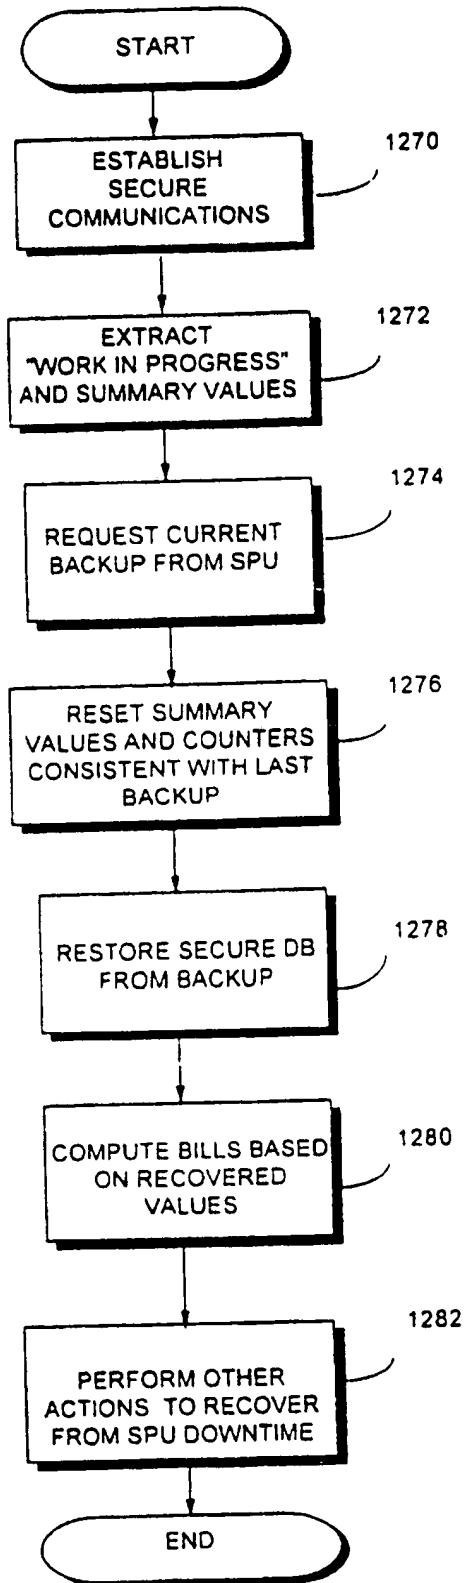 START
1270
ESTABLISH
SECURE
COMMUNICATIONS
1272
EXTRACT
"WORK IN PROGRESS"
AND SUMMARY VALUES
1274
REQUEST CURRENT
BACKUP FROM SPU
1276
RESET SUMMARY
VALUES AND COUNTERS
CONSISTENT WITH LAST
BACKUP
1278
RESTORE SECURE DB
FROM BACKUP
1280
COMPUTE BILLS BASED
ON RECOVERED
VALUES
1282
PERFORM OTHER
ACTIONS TO RECOVER
FROM SPU DOWNTIME
END